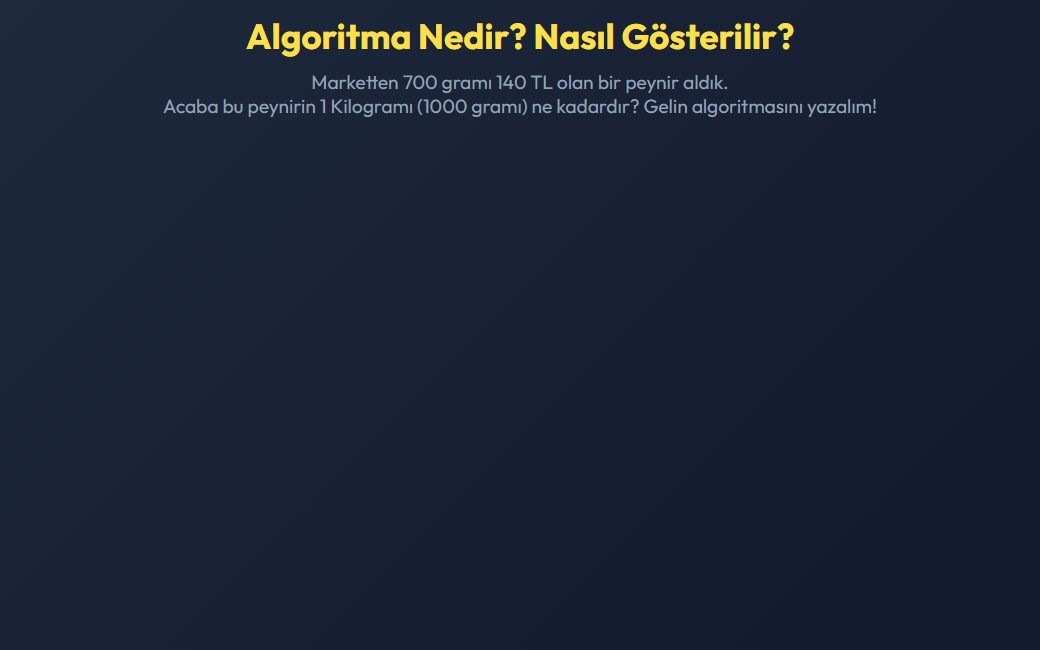 Algoritma Nedir? Nasıl Gösterilir?
Marketten 700 gramı 140 TL olan bir peynir aldık.
Acaba bu peynirin 1 Kilogramı (1000 gramı) ne kadardır? Gelin algoritmasını yazalım!